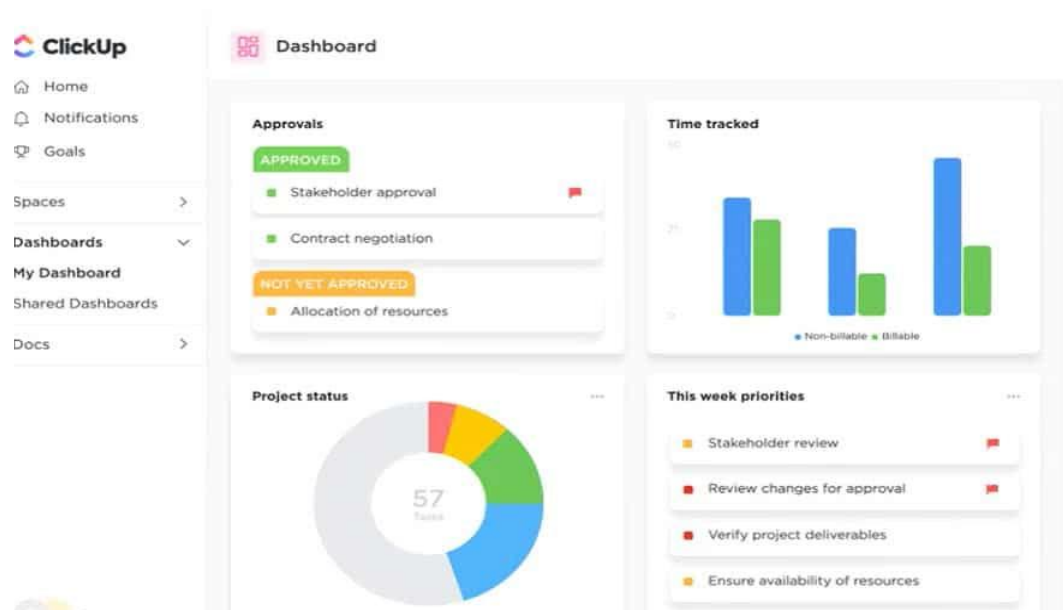 ClickUp
Home
Notifications
Goals
Spaces
Dashboards
My Dashboard
Shared Dashboards
Docs
Dashboard
Approvals
APPROVED
Stakeholder approval
Contract negotiation
NOT YET APPROVED
Allocation of resources
Time tracked
Non-billable Billable
Project status
57
Tasks
This week priorities
Stakeholder review
Review changes for approval
Verify project deliverables
Ensure availability of resources